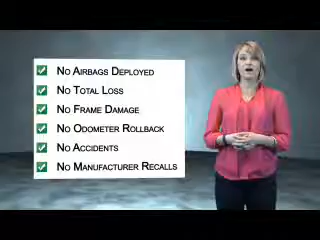 No Airbags Deployed
No Total Loss
No Frame Damage
No Odometer Rollback
No Accidents
No Manufacturer Recalls